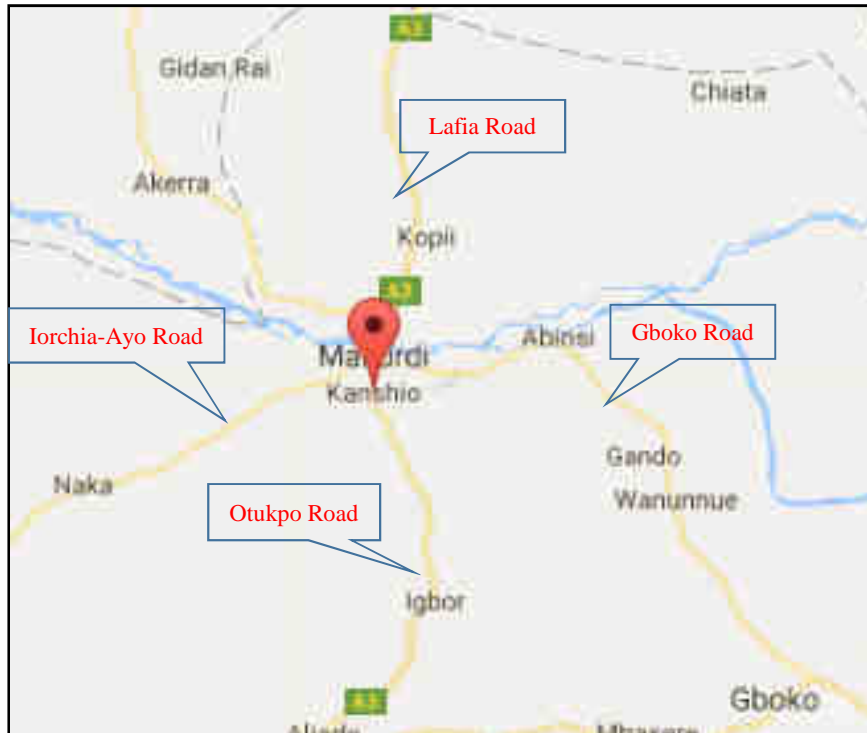 A3
Gidan Rai
Chiata
Lafia Road
Akerra
Kopii
A3
Iorchia-Ayo Road
Makurdi
Abinsi
Gboko Road
Kanshio
Naka
Gando
Wanunnue
Otukpo Road
Igbor
A3
Gboko